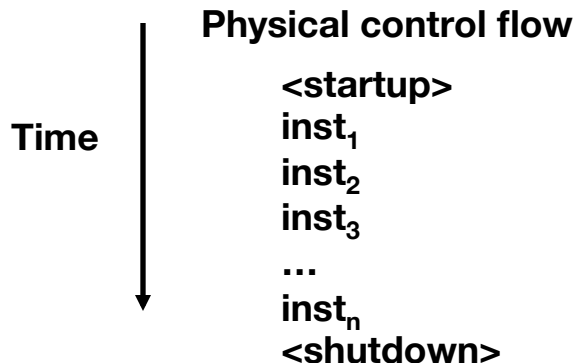 Physical control flow
<startup>
Time
inst₁
inst₂
inst₃
...
instₙ
<shutdown>